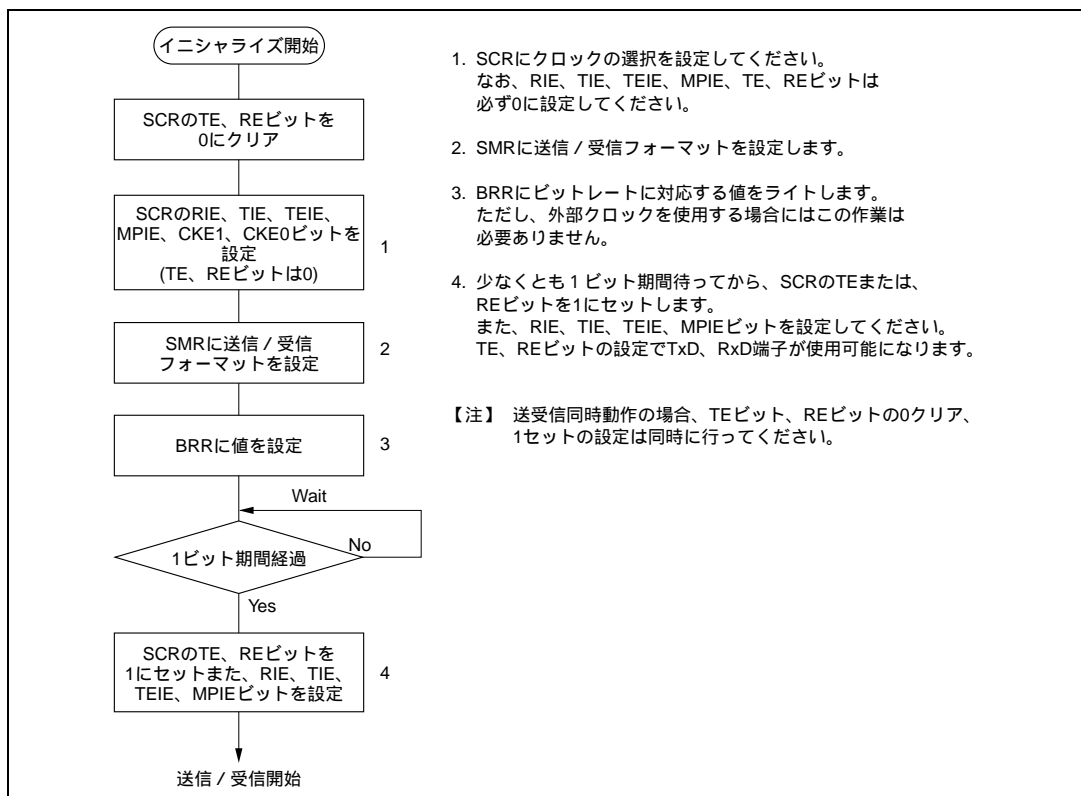 イニシャライズ開始
SCRのTE、REビットを
0にクリア
SCRのRIE、TIE、TEIE、
MPIE、CKE1、CKE0ビットを
設定
(TE、REビットは0)
1
SMRに送信 / 受信
フォーマットを設定
2
BRRに値を設定
3
Wait
1ビット期間経過
No
Yes
SCRのTE、REビットを
1にセットまた、RIE、TIE、
TEIE、MPIEビットを設定
4
送信 / 受信開始
1. SCRにクロックの選択を設定してください。
なお、RIE、TIE、TEIE、MPIE、TE、REビットは
必ず0に設定してください。
2. SMRに送信 / 受信フォーマットを設定します。
3. BRRにビットレートに対応する値をライトします。
ただし、外部クロックを使用する場合にはこの作業は
必要ありません。
4. 少なくとも 1 ビット期間待ってから、SCRのTEまたは、
REビットを1にセットします。
また、RIE、TIE、TEIE、MPIEビットを設定してください。
TE、REビットの設定でTxD、RxD端子が使用可能になります。
【注】 送受信同時動作の場合、TEビット、REビットの0クリア、
1セットの設定は同時に行ってください。